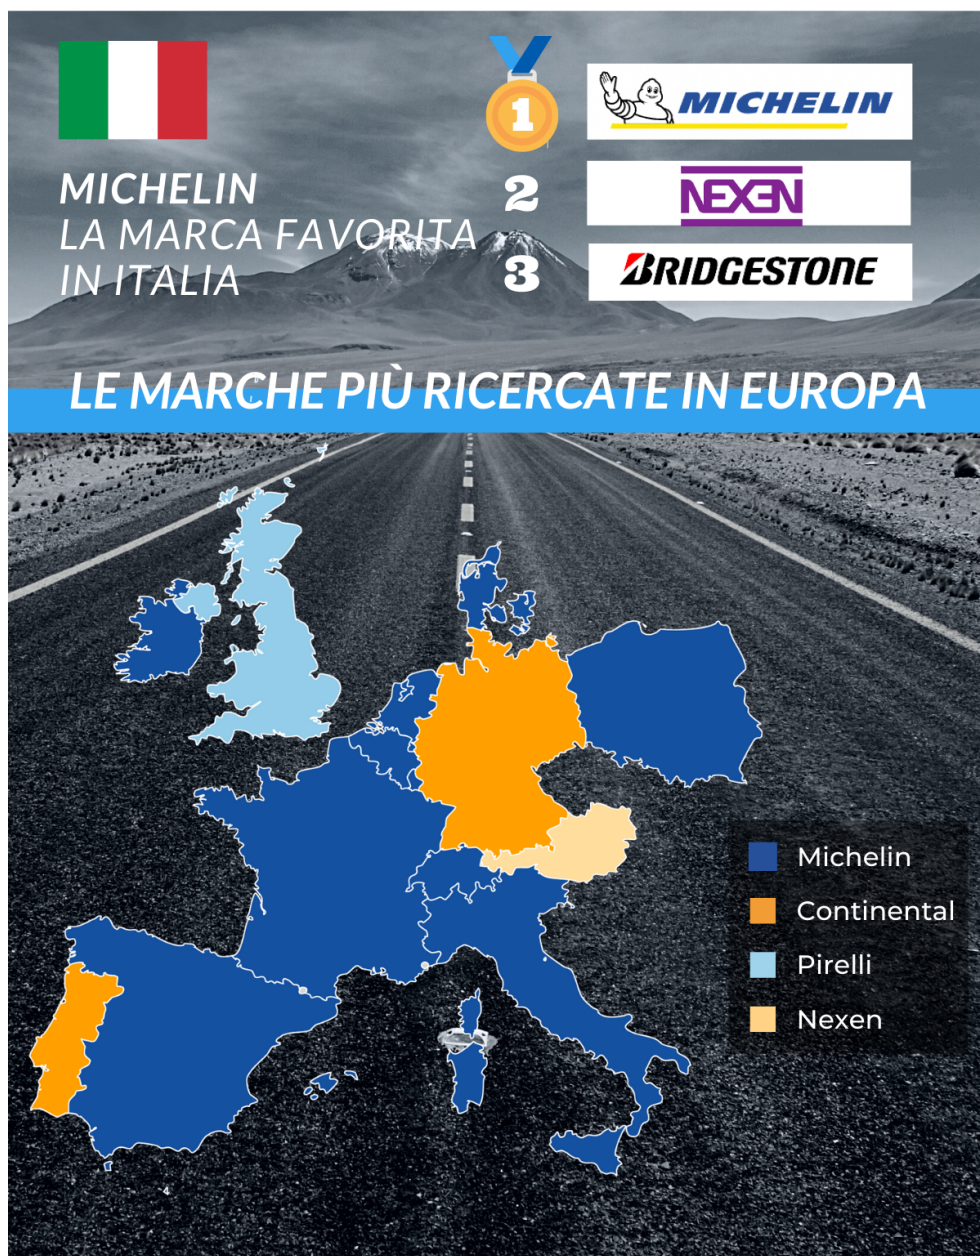 MICHELIN
LA MARCA FAVORITA
IN ITALIA
1
MICHELIN
2
NEXEN
3
BRIDGESTONE
LE MARCHE PIÙ RICERCATE IN EUROPA
Michelin
Continental
Pirelli
Nexen
4